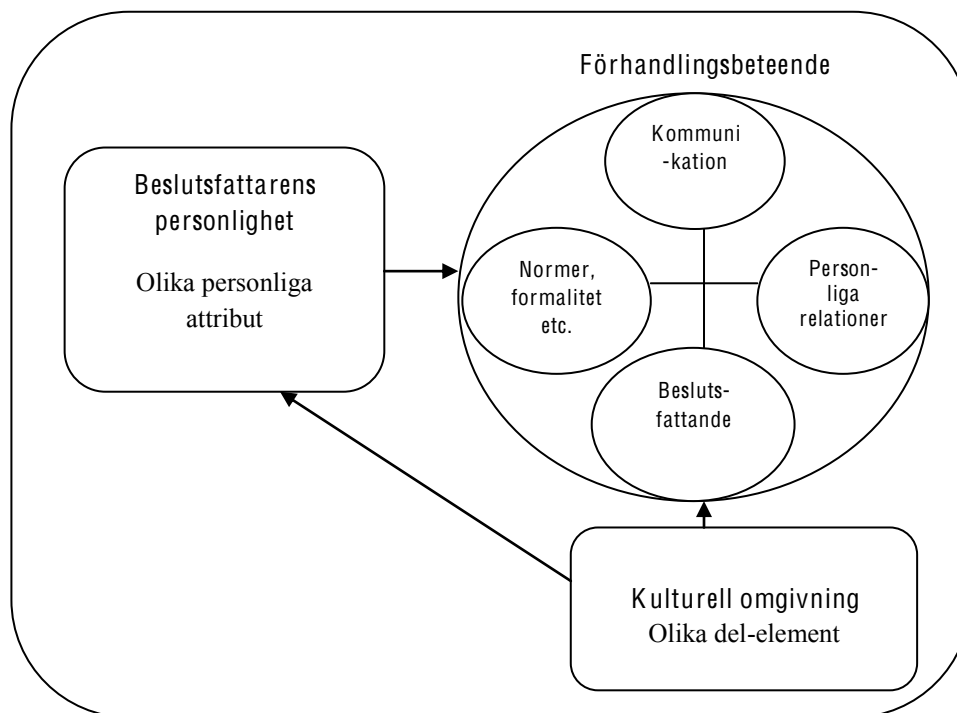 Förhandlingsbeteende
Kommuni
-kation
Beslutsfattarens
personlighet
Olika personliga
attribut
Normer,
formalitet
etc.
Person-
liga
relationer
Besluts-
fattande
Kulturell omgivning
Olika del-element